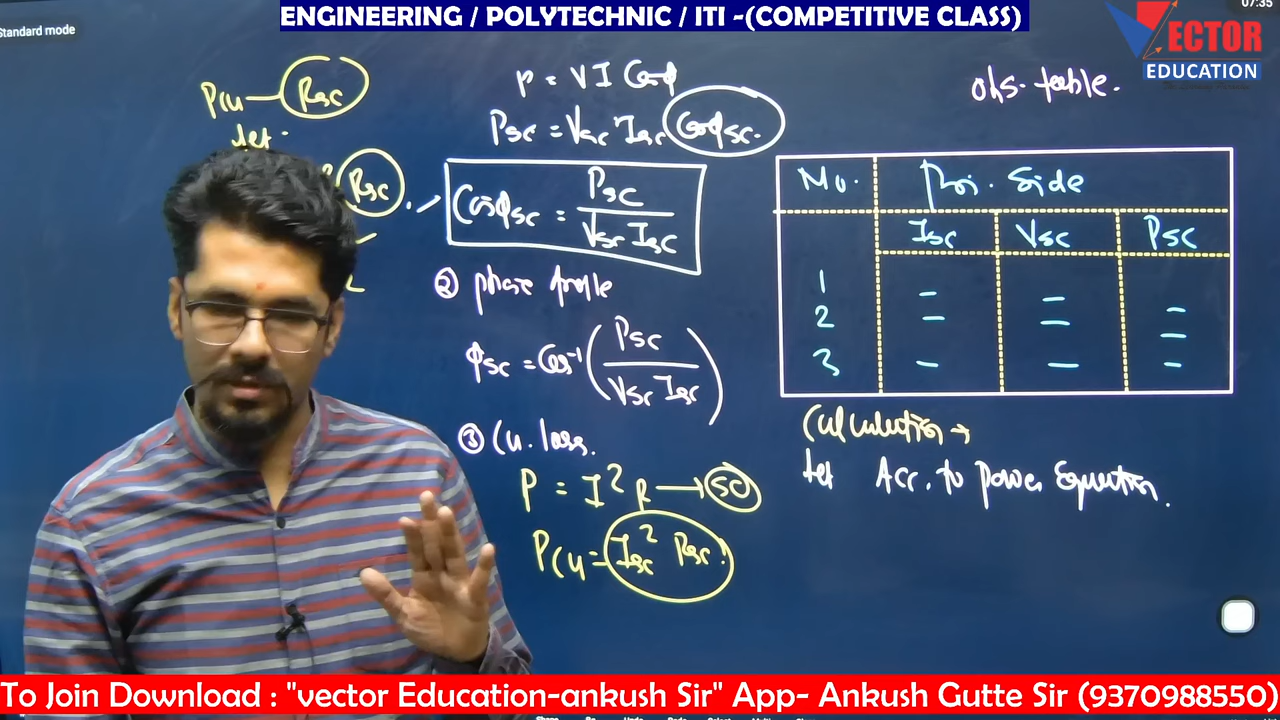 ENGINEERING / POLYTECHNIC / ITI -(COMPETITIVE CLASS)
Standard mode
07:35
VECTOR
EDUCATION
Pcu — Rsc
let
Rsc
P = VI Cosφ
Psc = Vsc Isc Cosφsc.
Cosφsc = Psc / Vsc Isc
② phase
φsc = Cos⁻¹ ( Psc / Vsc Isc )
③ Cu. loss.
P = I² R → SC
Pcu = Isc² Rsc.
obs. table.
No. Pri. Side
Isc Vsc Psc
1 – = –
2 – = =
3 – – –
Calculation →
let Acc. to Power Equation.
To Join Download : "vector Education-ankush Sir" App- Ankush Gutte Sir (9370988550)